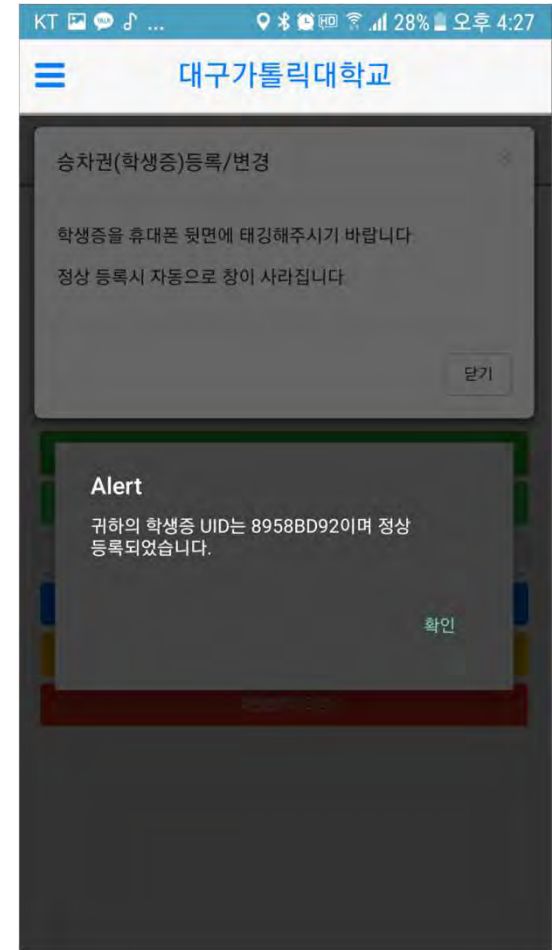 KT ... 28% 오후 4:27
대구가톨릭대학교
승차권(학생증)등록/변경
학생증을 휴대폰 뒷면에 태깅해주시기 바랍니다
정상 등록시 자동으로 창이 사라집니다
닫기
Alert
귀하의 학생증 UID는 8958BD92이며 정상
등록되었습니다.
확인